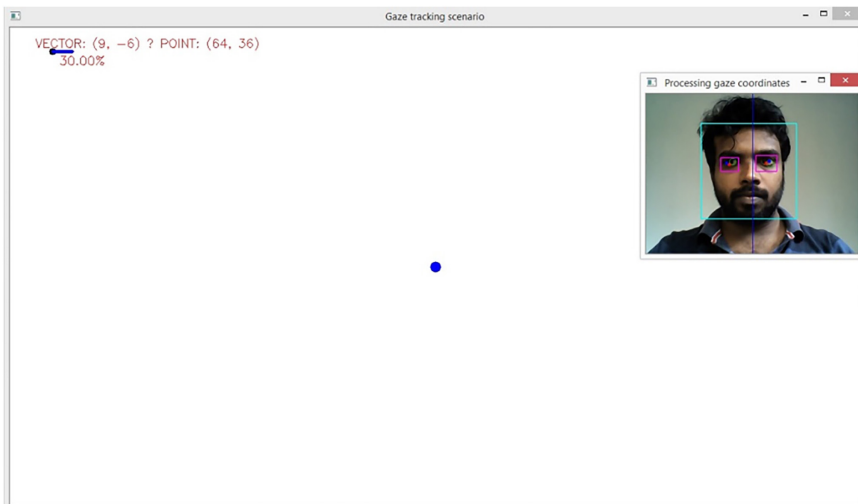 Gaze tracking scenario
VECTOR: (9, −6) ? POINT: (64, 36)
30.00%
Processing gaze coordinates